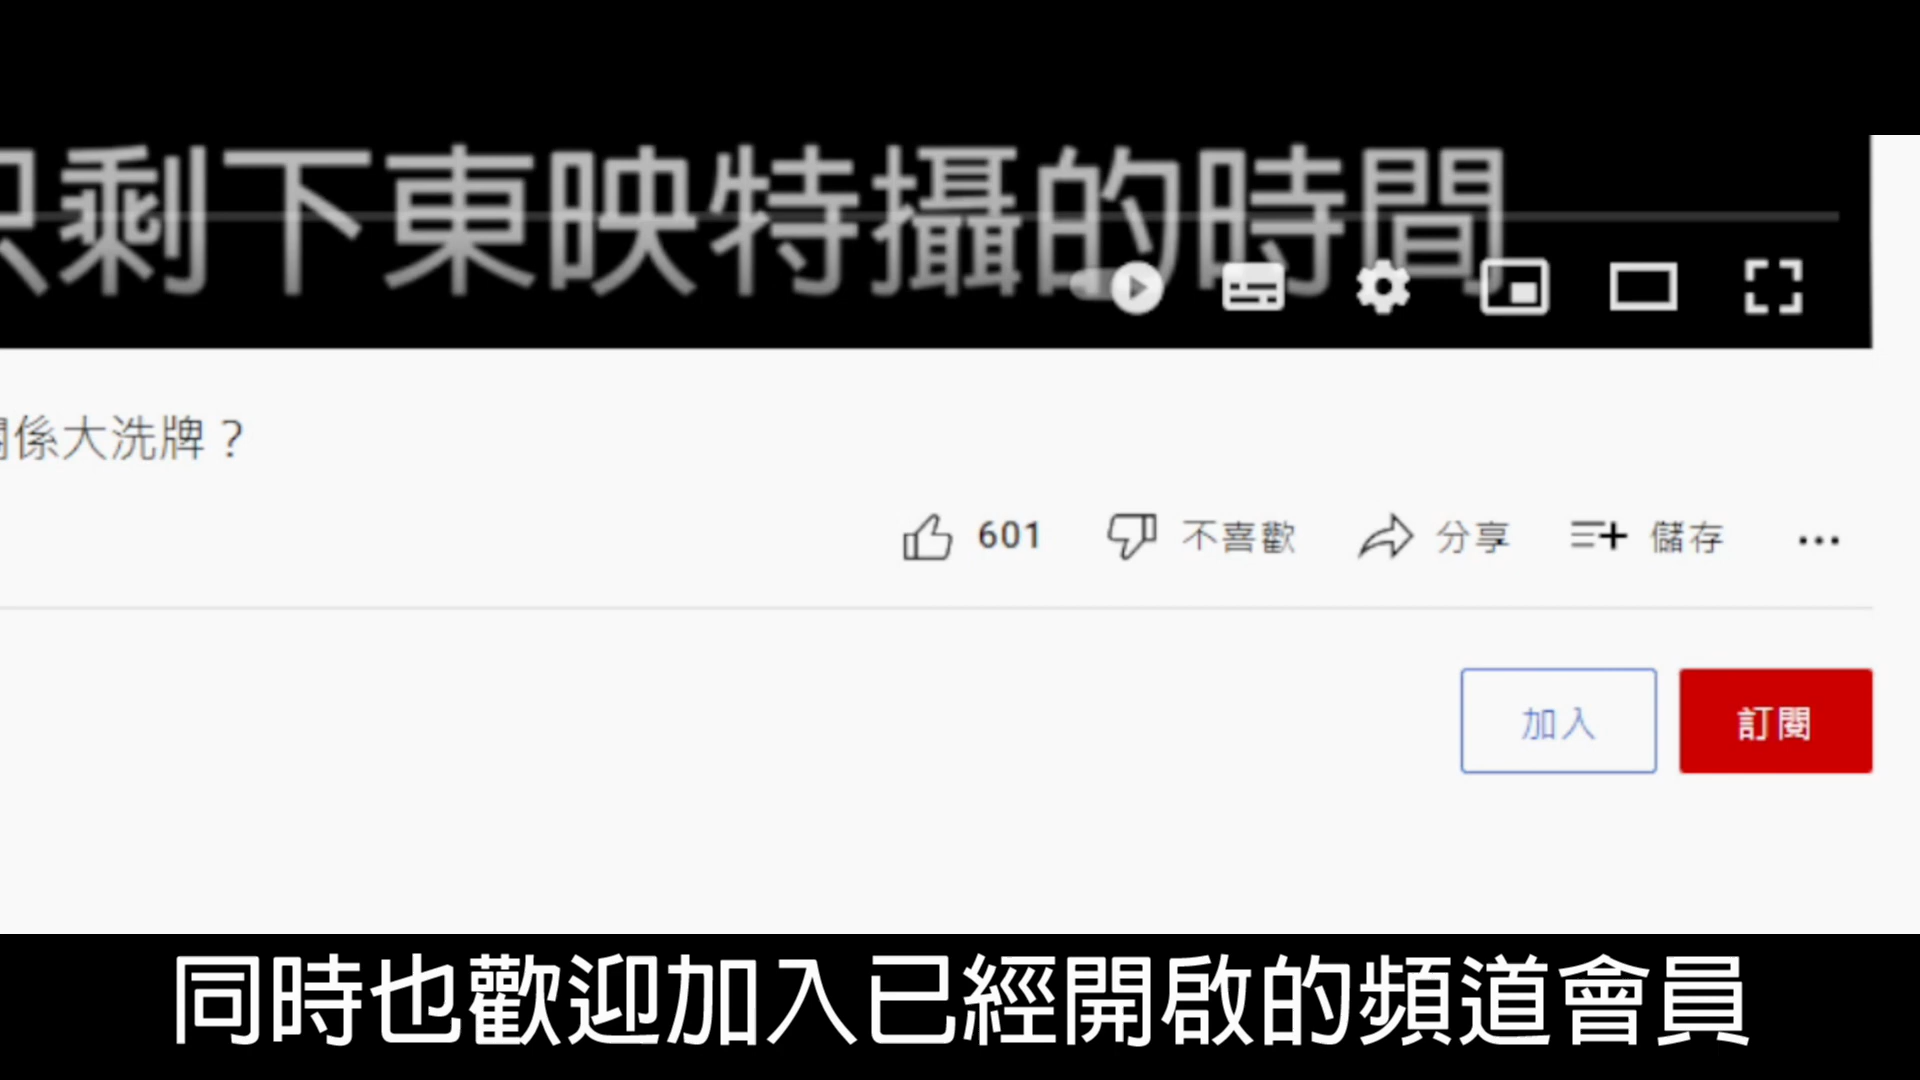 只剩下東映特攝的時間
關係大洗牌？
601 不喜歡 分享 儲存
加入 訂閱
同時也歡迎加入已經開啟的頻道會員